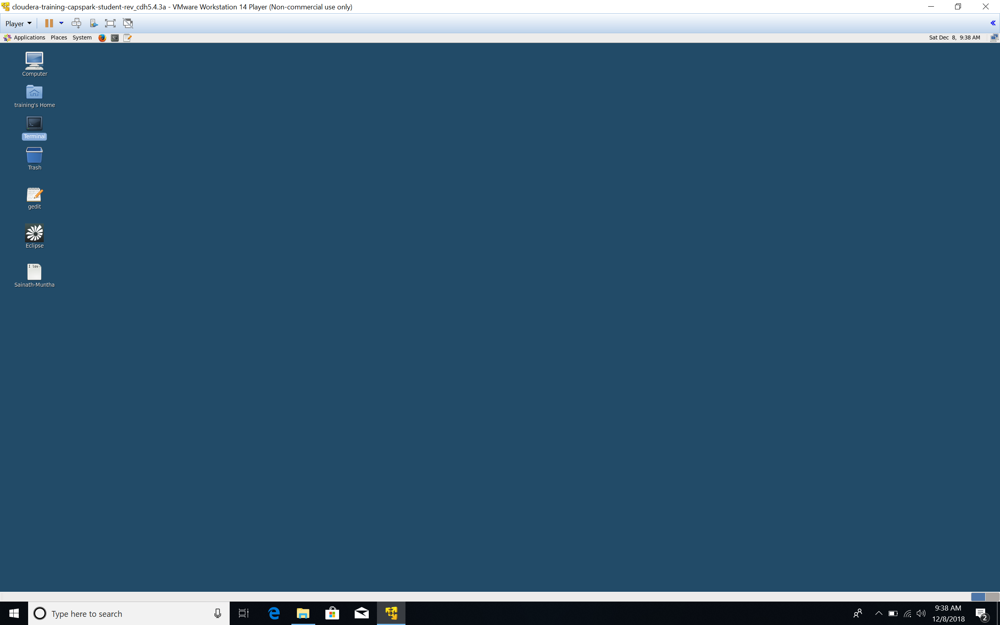 cloudera-training-capspark-student-rev_cdh5.4.3a - VMware Workstation 14 Player (Non-commercial use only)
Player
Applications Places System
Sat Dec 8, 9:38 AM
Computer
training's Home
>_
Terminal
Trash
gedit
Eclipse
I lov
Sainath-Muntha
Type here to search
9:38 AM
12/8/2018
2